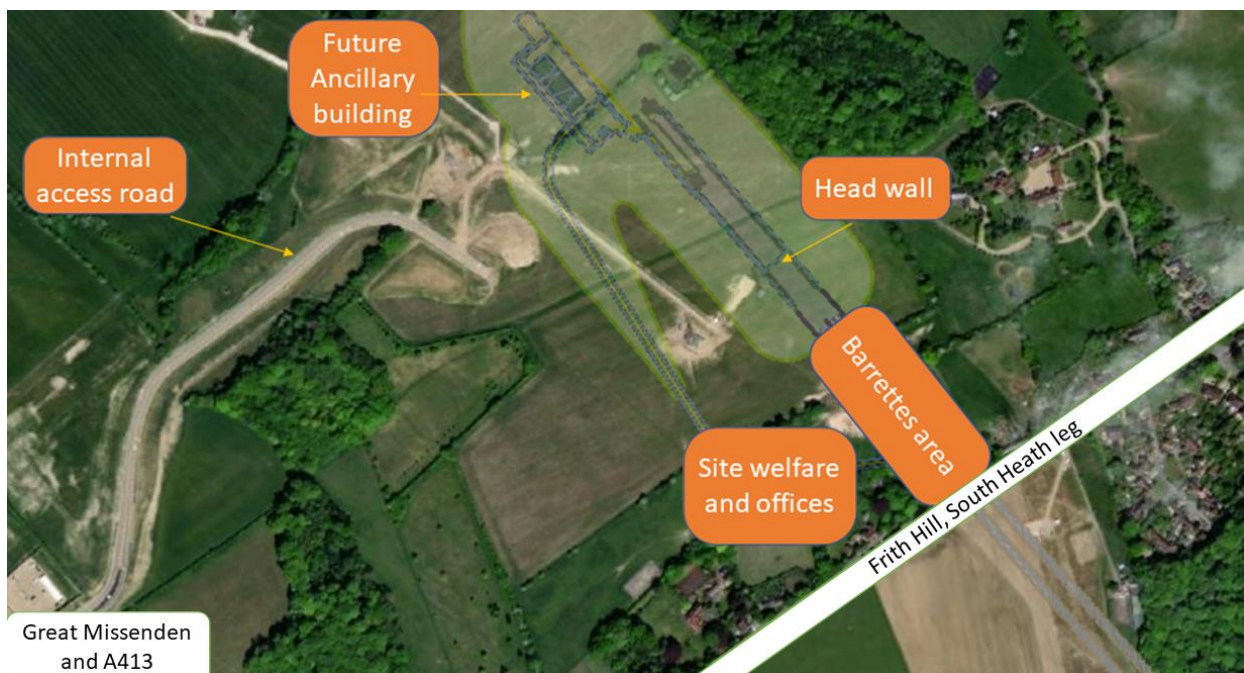 Future
Ancillary
building
Internal
access road
Head wall
Barrettes area
Site welfare
and offices
Frith Hill, South Heath leg
Great Missenden
and A413